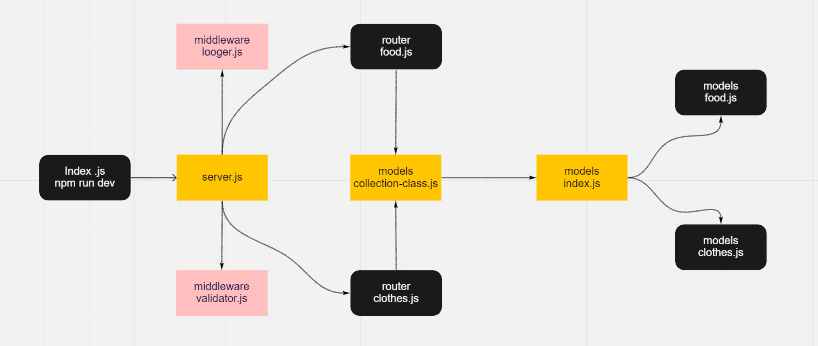 middleware
looger.js
router
food.js
models
food.js
Index .js
npm run dev
server.js
models
collection-class.js
models
index.js
models
clothes.js
middleware
validator.js
router
clothes.js